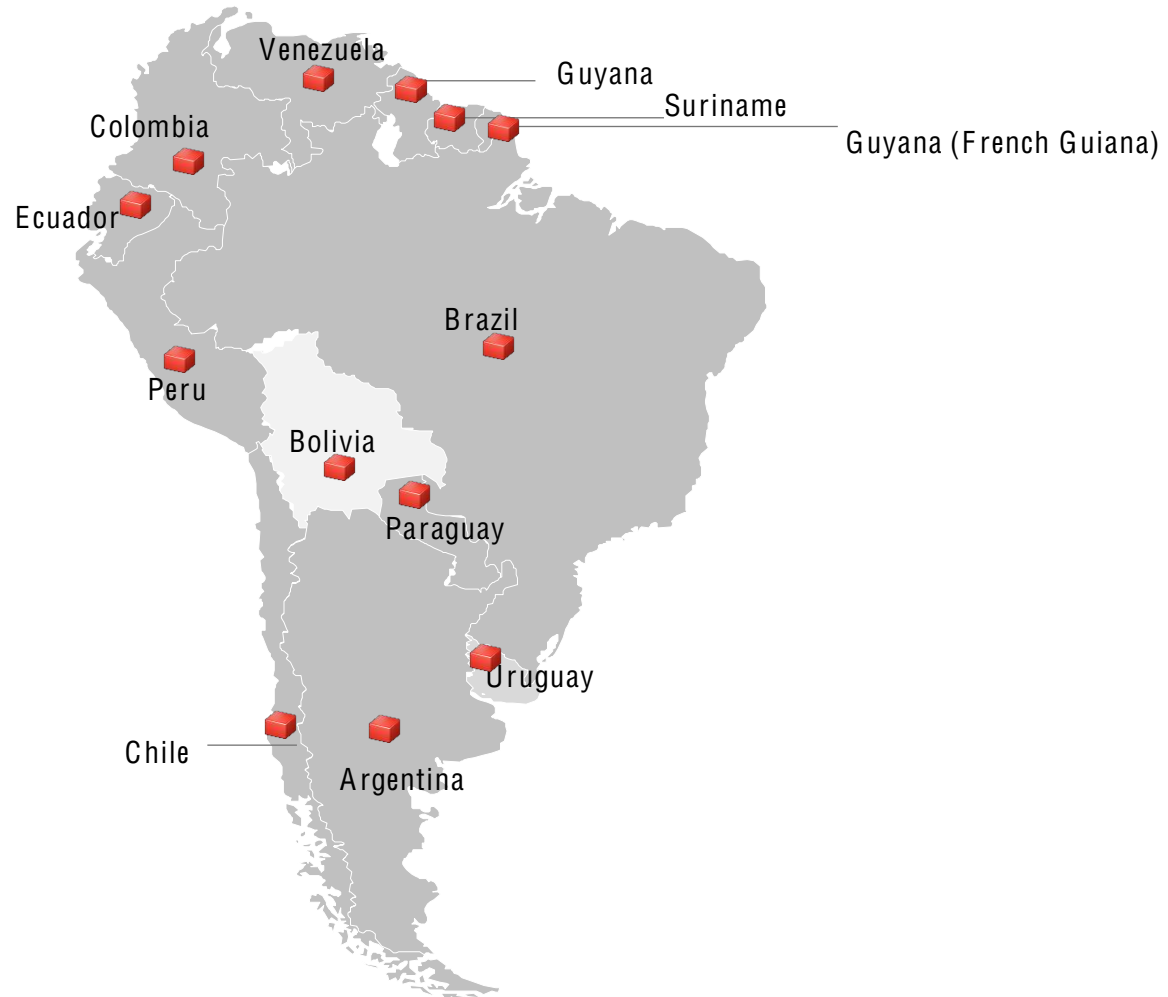 Venezuela
Guyana
Suriname
Colombia
Guyana (French Guiana)
Ecuador
Brazil
Peru
Bolivia
Paraguay
Uruguay
Chile
Argentina